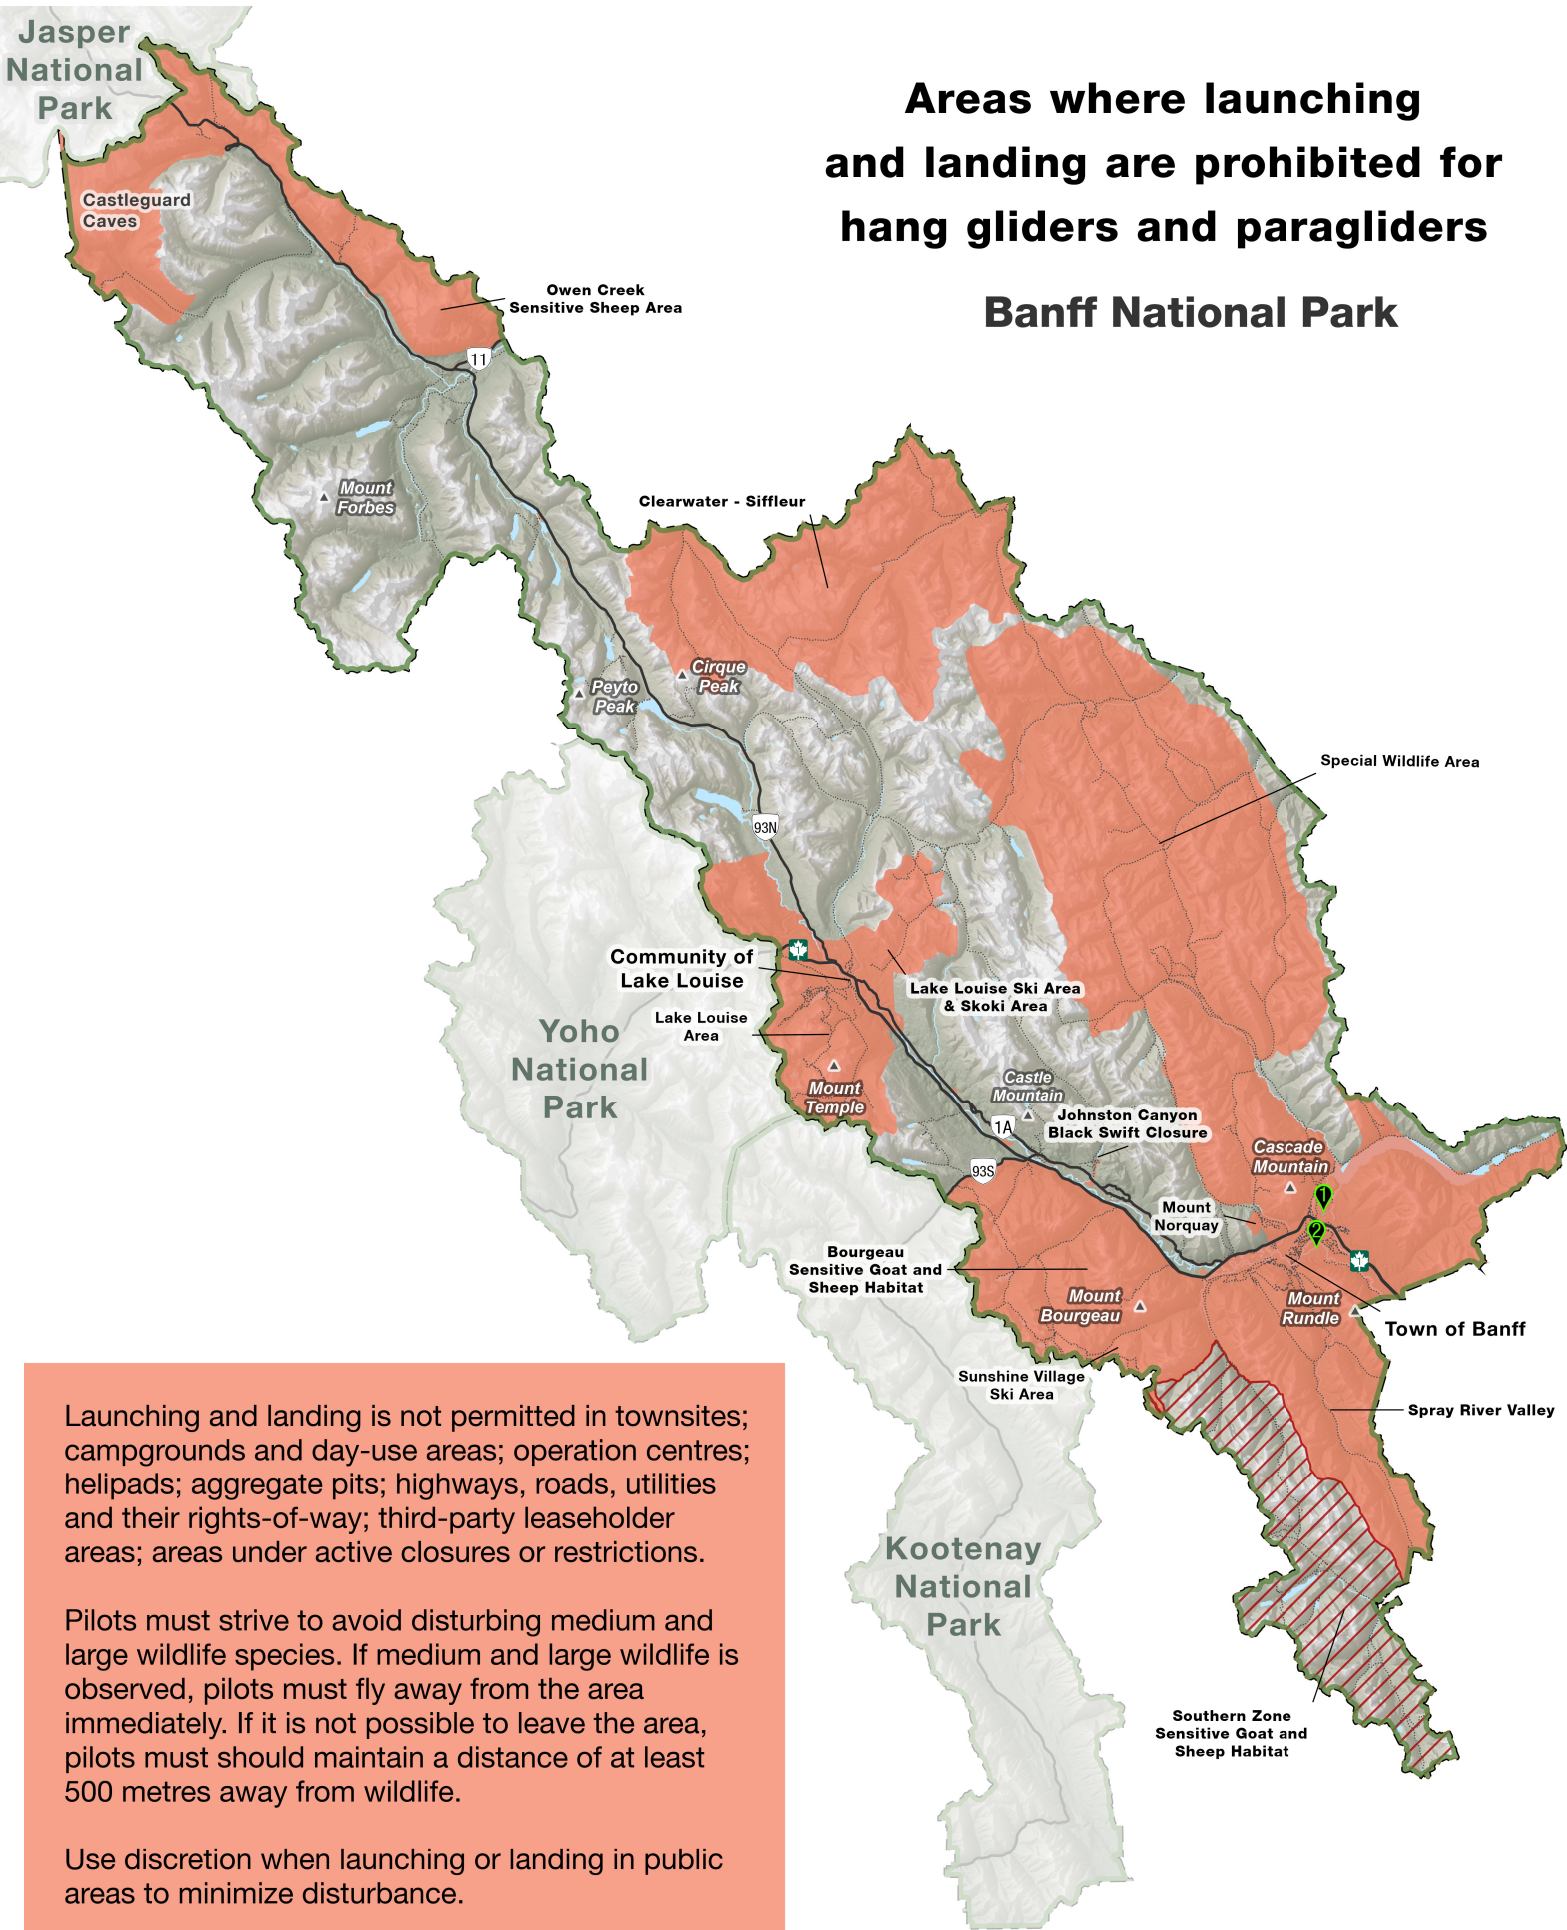 Jasper
National
Park
Areas where launching
and landing are prohibited for
hang gliders and paragliders
Banff National Park
Castleguard
Caves
Owen Creek
Sensitive Sheep Area
11
Mount
Forbes
Clearwater - Siffleur
Cirque
Peak
Peyto
Peak
Special Wildlife Area
93N
1
Community of
Lake Louise
Lake Louise Ski Area
& Skoki Area
Lake Louise
Area
Yoho
National
Park
Mount
Temple
Castle
Mountain
1A
Johnston Canyon
Black Swift Closure
93S
Cascade
Mountain
1
Mount
Norquay
2
1
Bourgeau
Sensitive Goat and
Sheep Habitat
Mount
Bourgeau
Mount
Rundle
Town of Banff
Sunshine Village
Ski Area
Spray River Valley
Kootenay
National
Park
Southern Zone
Sensitive Goat and
Sheep Habitat
Launching and landing is not permitted in townsites;
campgrounds and day-use areas; operation centres;
helipads; aggregate pits; highways, roads, utilities
and their rights-of-way; third-party leaseholder
areas; areas under active closures or restrictions.
Pilots must strive to avoid disturbing medium and
large wildlife species. If medium and large wildlife is
observed, pilots must fly away from the area
immediately. If it is not possible to leave the area,
pilots must should maintain a distance of at least
500 metres away from wildlife.
Use discretion when launching or landing in public
areas to minimize disturbance.